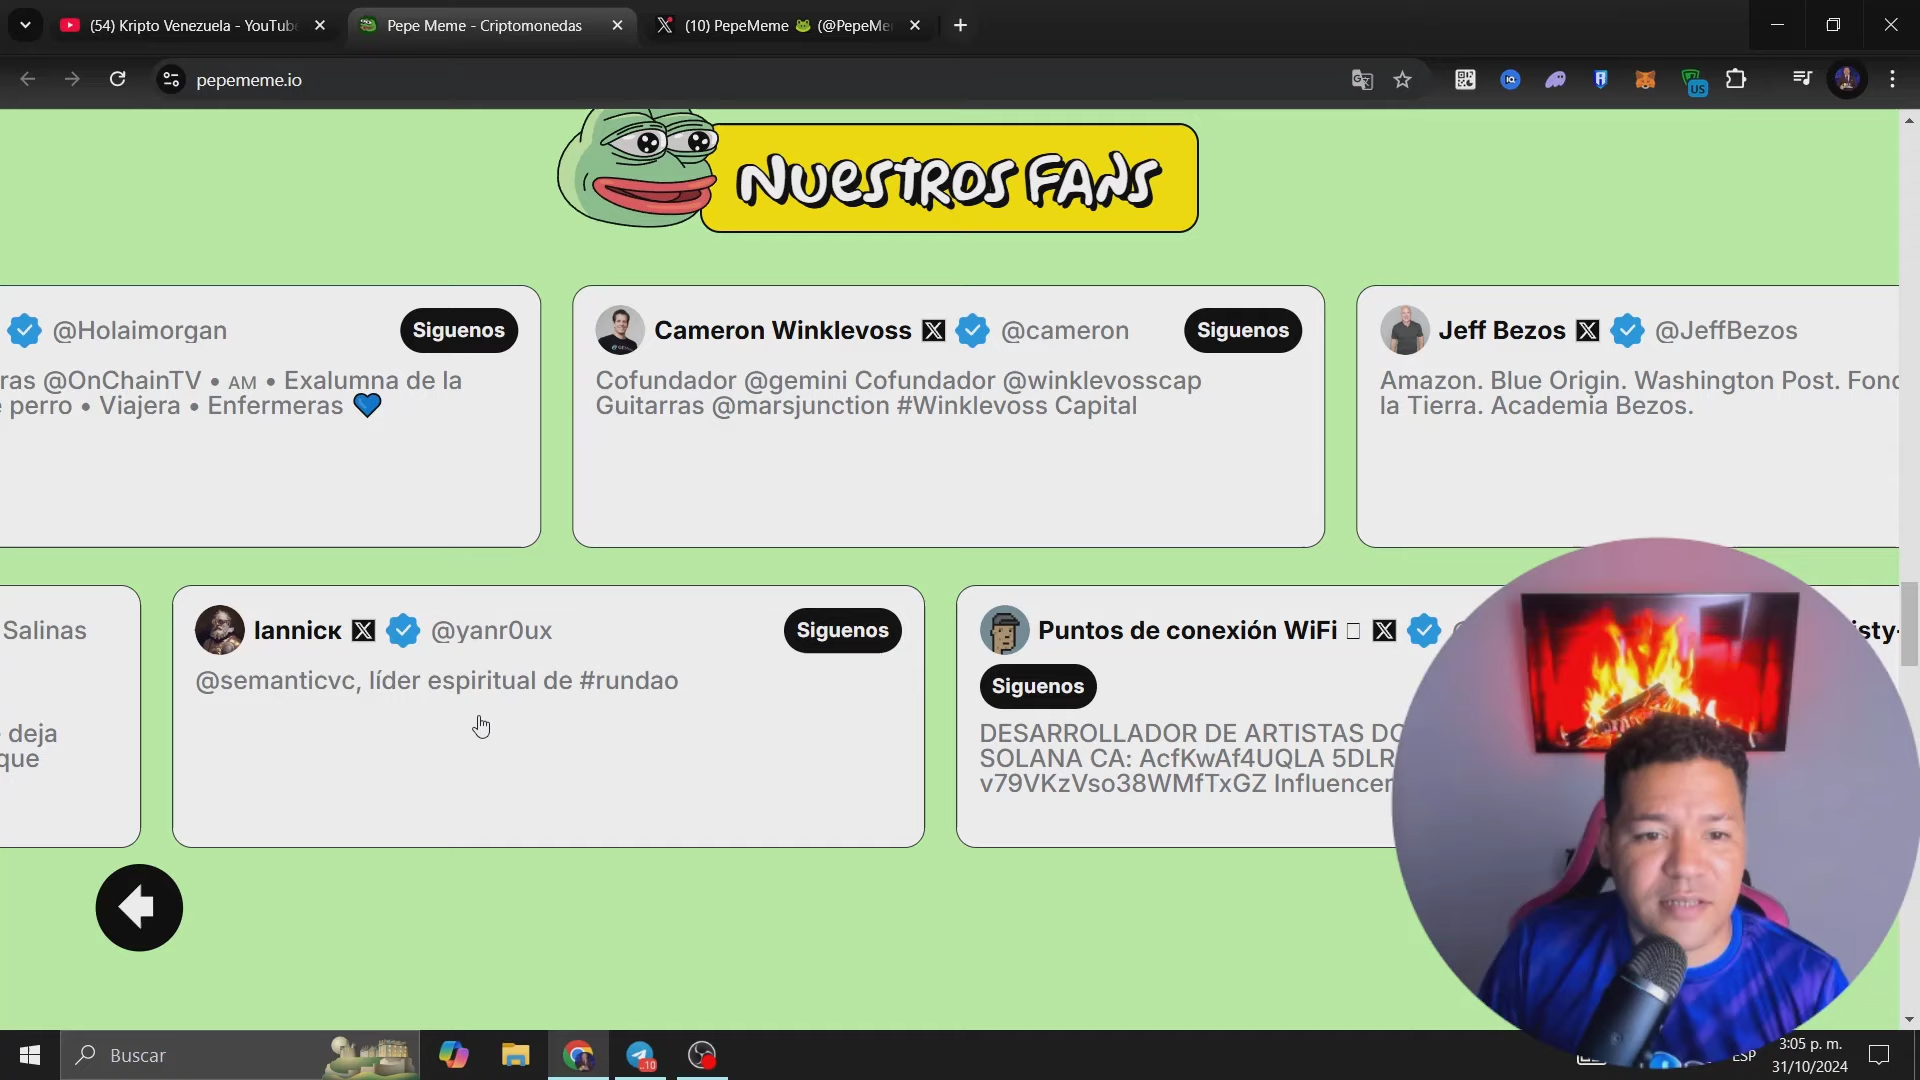 (54) Kripto Venezuela - YouTube
Pepe Meme - Criptomonedas
(10) PepeMeme 🐸 (@PepeMe
pepememe.io
US
NUESTROS FANS
@Holaimorgan
Siguenos
ras @OnChainTV • AM • Exalumna de la
perro • Viajera • Enfermeras 💙
Cameron Winklevoss
@cameron
Siguenos
Cofundador @gemini Cofundador @winklevosscap
Guitarras @marsjunction #Winklevoss Capital
Jeff Bezos
@JeffBezos
Amazon. Blue Origin. Washington Post. Fond
la Tierra. Academia Bezos.
Salinas
deja
que
Iannicк
@yanr0ux
Siguenos
@semanticvc, líder espiritual de #rundao
Puntos de conexión WiFi
isty-
Siguenos
DESARROLLADOR DE ARTISTAS DO
SOLANA CA: AcfKwAf4UQLA 5DLR
v79VKzVso38WMfTxGZ Influencer
Buscar
10
ESP
3:05 p. m.
31/10/2024